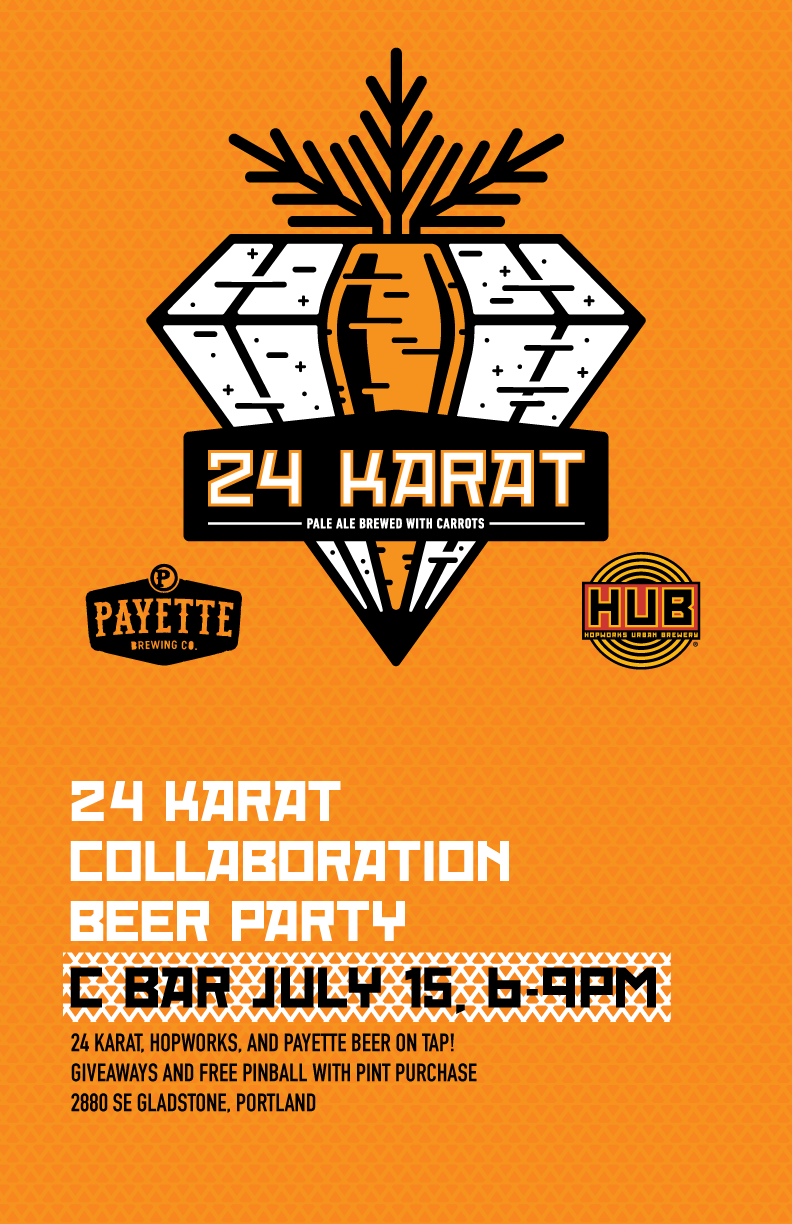 24 KARAT
PALE ALE BREWED WITH CARROTS
P
PAYETTE
BREWING CO.
HUB
HOPWORKS URBAN BREWERY
®
24 KARAT
COLLABORATION
BEER PARTY
C BAR JULY 15, 6-9PM
24 KARAT, HOPWORKS, AND PAYETTE BEER ON TAP!
GIVEAWAYS AND FREE PINBALL WITH PINT PURCHASE
2880 SE GLADSTONE, PORTLAND